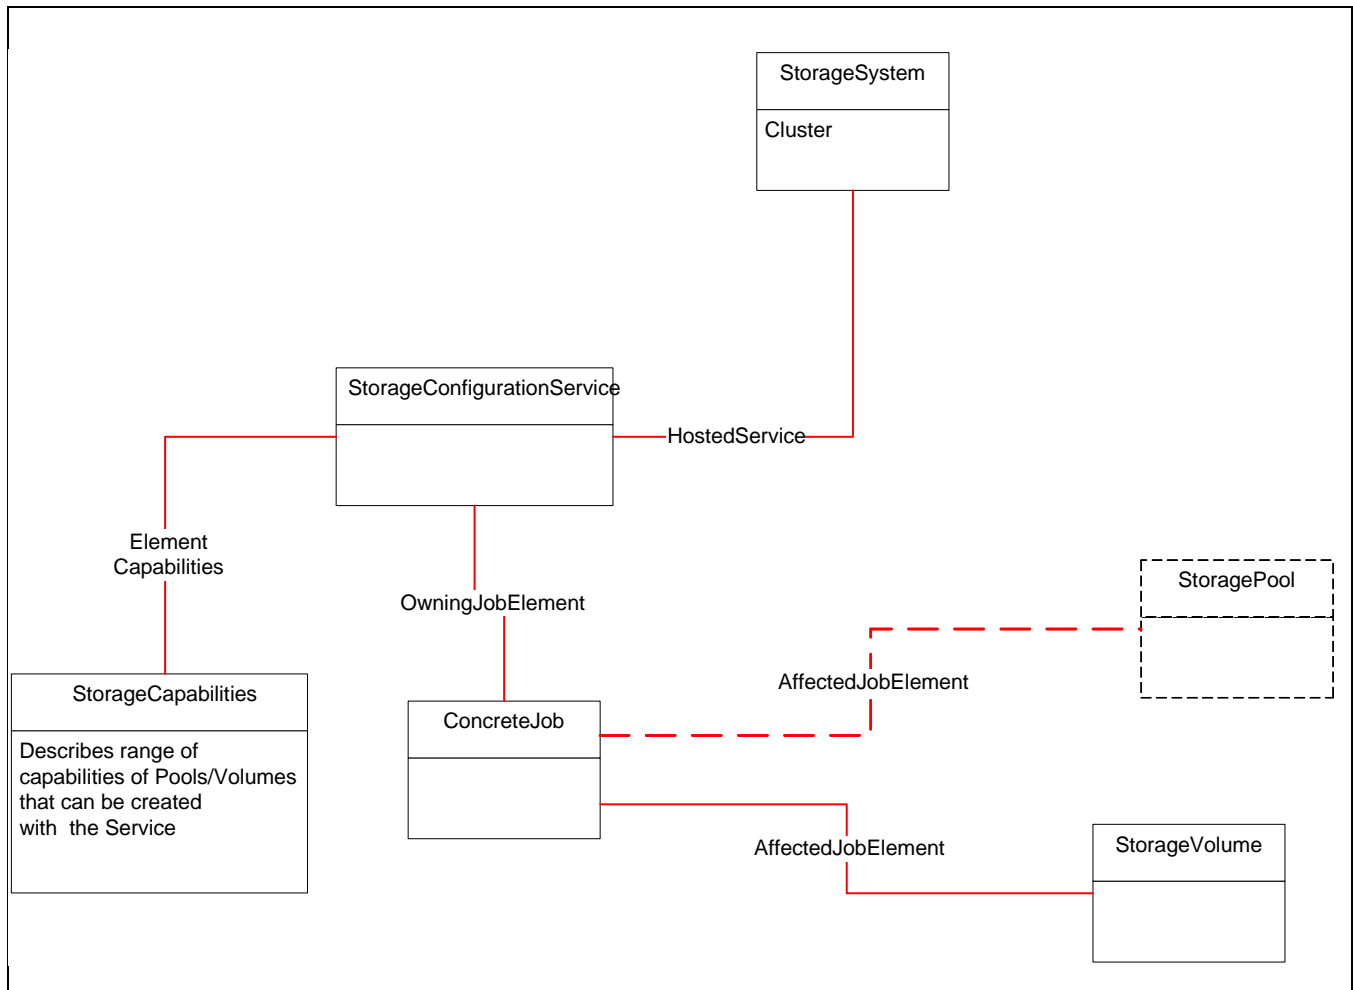 StorageSystem
Cluster
StorageConfigurationService
HostedService
Element
Capabilities
OwningJobElement
StoragePool
AffectedJobElement
StorageCapabilities
Describes range of
capabilities of Pools/Volumes
that can be created
with  the Service
ConcreteJob
AffectedJobElement
StorageVolume